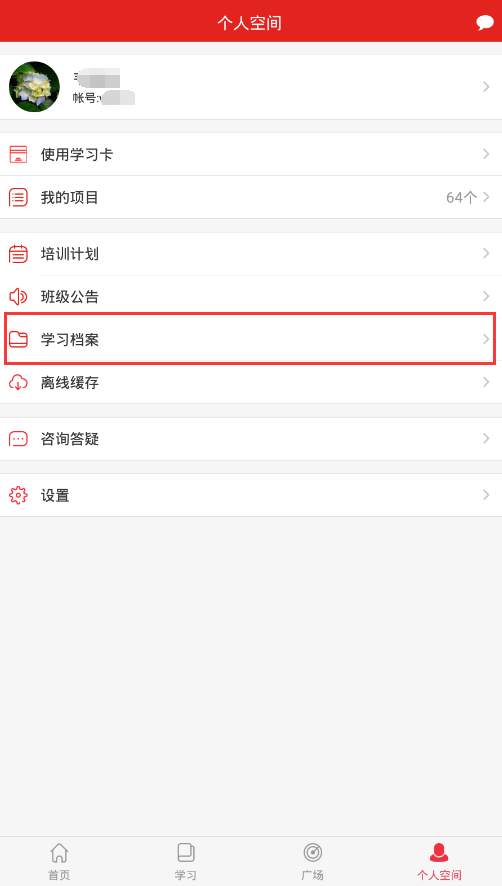 个人空间
帐号:
使用学习卡
我的项目 64个
培训计划
班级公告
学习档案
离线缓存
咨询答疑
设置
首页 学习 广场 个人空间